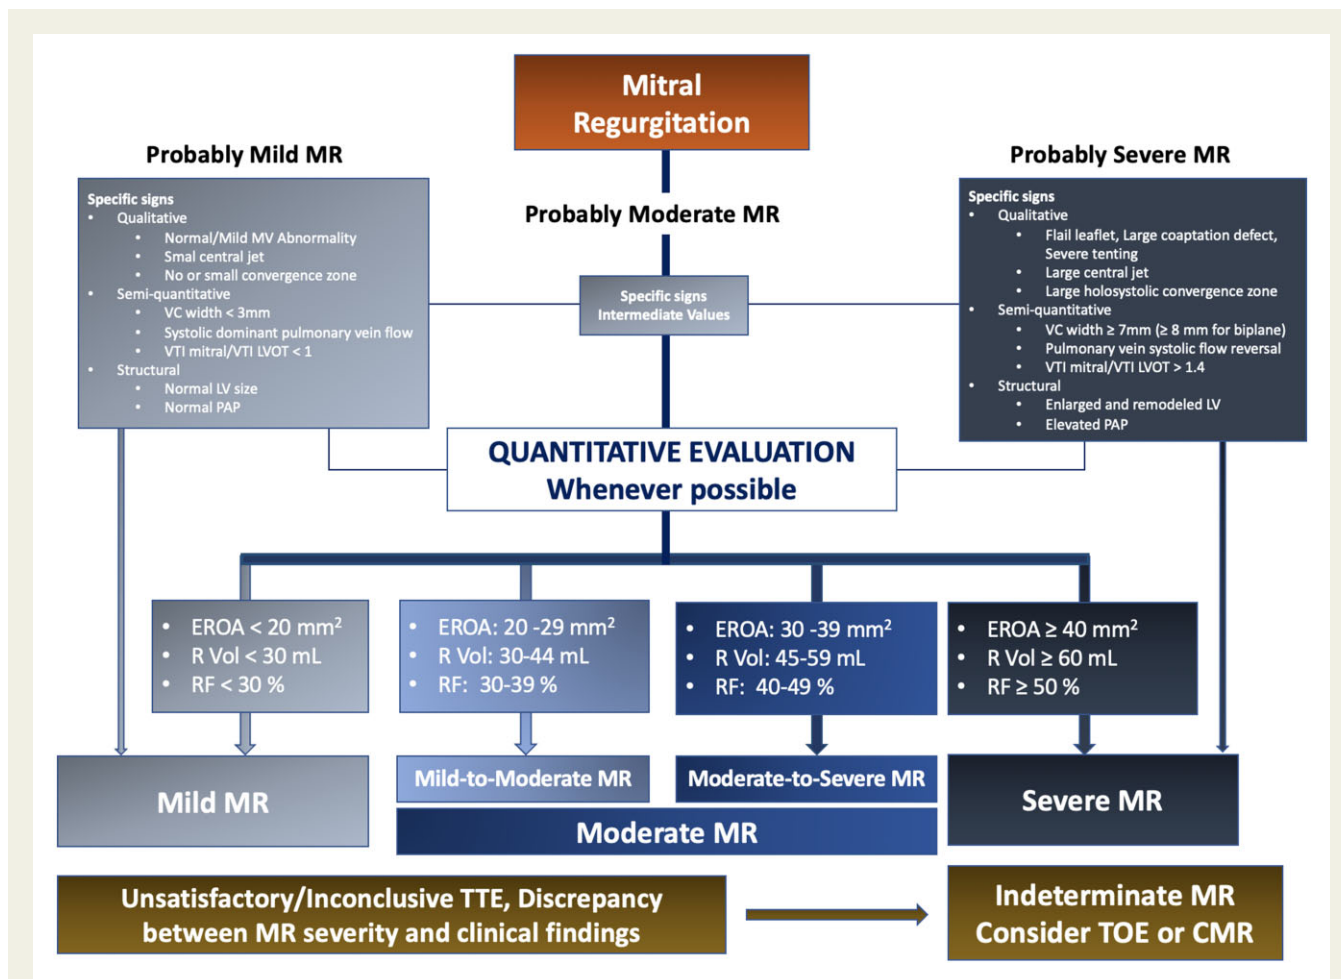 Mitral
Regurgitation
Probably Mild MR
Specific signs
• Qualitative
• Normal/Mild MV Abnormality
• Smal central jet
• No or small convergence zone
• Semi-quantitative
• VC width < 3mm
• Systolic dominant pulmonary vein flow
• VTI mitral/VTI LVOT < 1
• Structural
• Normal LV size
• Normal PAP
Probably Moderate MR
Specific signs
Intermediate Values
Probably Severe MR
Specific signs
• Qualitative
• Flail leaflet, Large coaptation defect,
Severe tenting
• Large central jet
• Large holosystolic convergence zone
• Semi-quantitative
• VC width ≥ 7mm (≥ 8 mm for biplane)
• Pulmonary vein systolic flow reversal
• VTI mitral/VTI LVOT > 1.4
• Structural
• Enlarged and remodeled LV
• Elevated PAP
QUANTITATIVE EVALUATION
Whenever possible
• EROA < 20 mm²
• R Vol < 30 mL
• RF < 30 %
• EROA: 20 -29 mm²
• R Vol: 30-44 mL
• RF: 30-39 %
• EROA: 30 -39 mm²
• R Vol: 45-59 mL
• RF: 40-49 %
• EROA ≥ 40 mm²
• R Vol ≥ 60 mL
• RF ≥ 50 %
Mild MR
Mild-to-Moderate MR
Moderate-to-Severe MR
Moderate MR
Severe MR
Unsatisfactory/Inconclusive TTE, Discrepancy
between MR severity and clinical findings
Indeterminate MR
Consider TOE or CMR